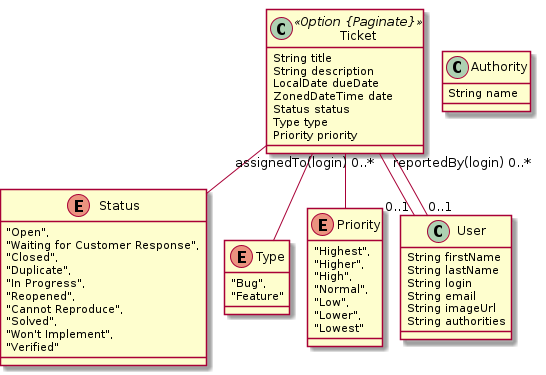 C «Option {Paginate}»
Ticket
String title
String description
LocalDate dueDate
ZonedDateTime date
Status status
Type type
Priority priority
C Authority
String name
assignedTo(login) 0..*
reportedBy(login) 0..*
E Status
"Open",
"Waiting for Customer Response",
"Closed",
"Duplicate",
"In Progress",
"Reopened",
"Cannot Reproduce",
"Solved",
"Won't Implement",
"Verified"
E Type
"Bug",
"Feature"
E Priority
"Highest",
"Higher",
"High",
"Normal",
"Low",
"Lower",
"Lowest"
0..1
0..1
C User
String firstName
String lastName
String login
String email
String imageUrl
String authorities